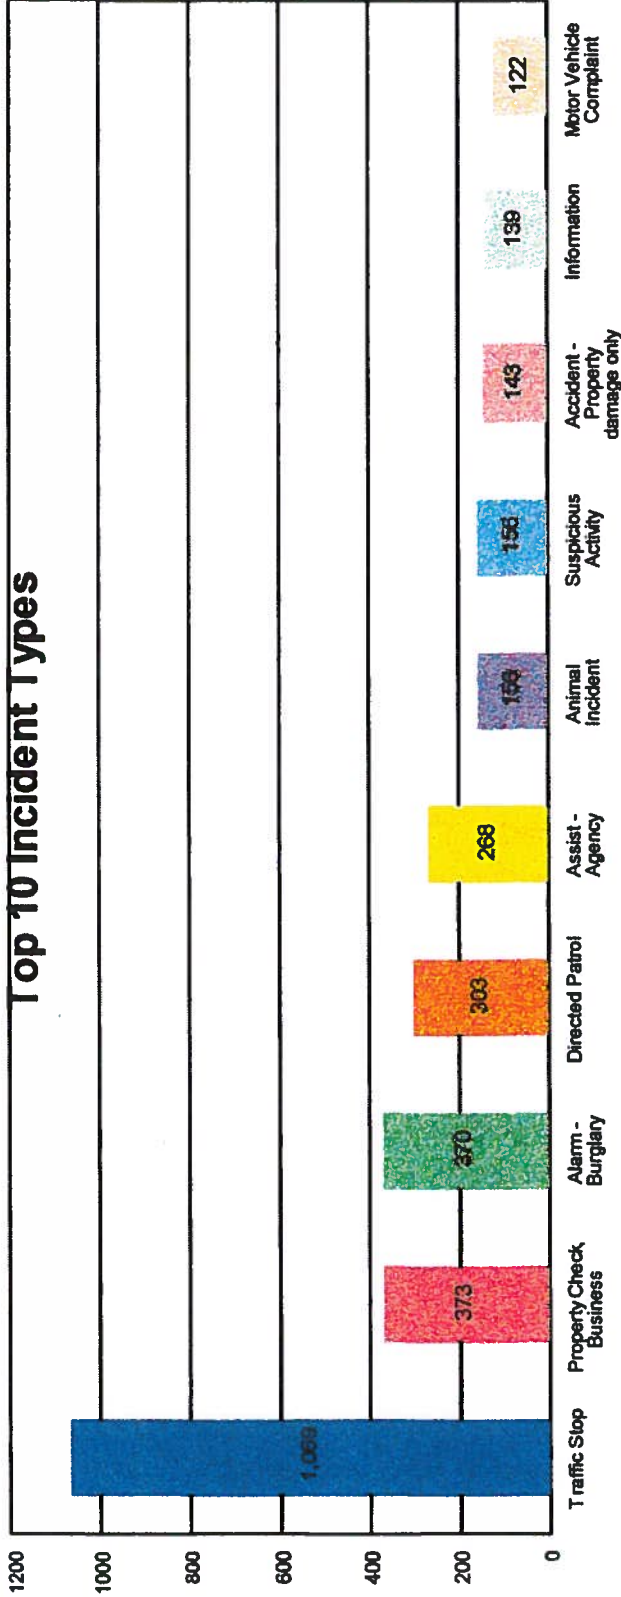 Top 10 Incident Types
1200
1000
800
600
400
200
0
1,069
373
370
303
268
143
139
122
Traffic Stop
Property Check,
Business
Alarm -
Burglary
Directed Patrol
Assist -
Agency
Animal
Incident
Suspicious
Activity
Accident -
Property
damage only
Information
Motor Vehicle
Complaint